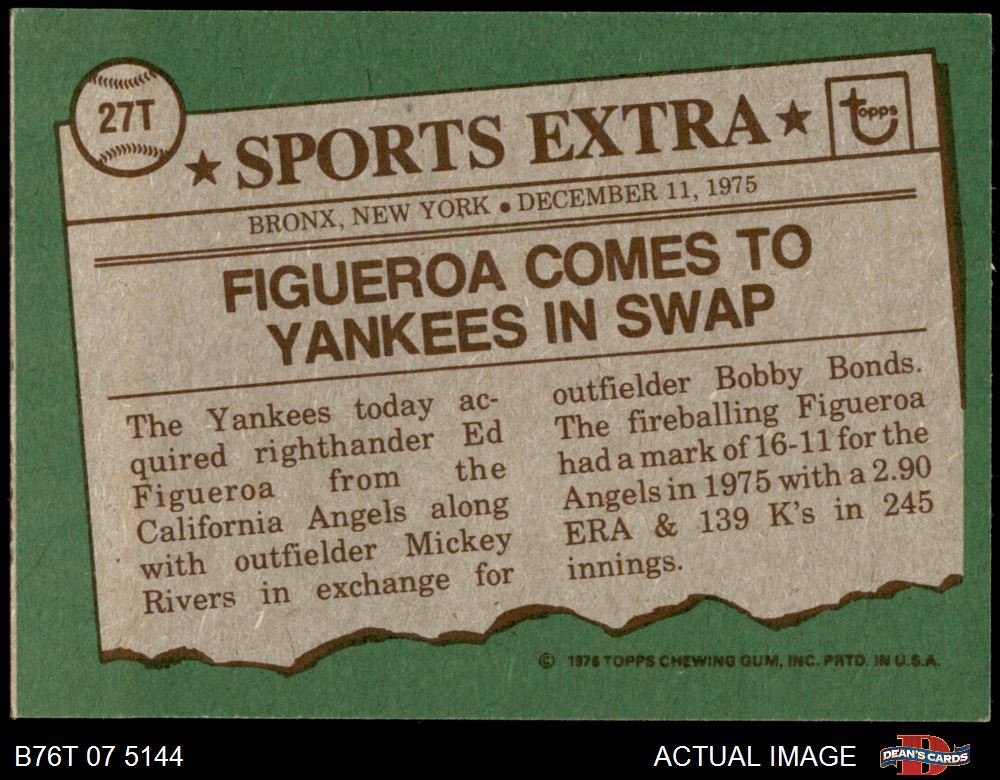 27T
★ SPORTS EXTRA ★
topps
BRONX, NEW YORK • DECEMBER 11, 1975
FIGUEROA COMES TO
YANKEES IN SWAP
The Yankees today ac-
quired righthander Ed
Figueroa from the
California Angels along
with outfielder Mickey
Rivers in exchange for
outfielder Bobby Bonds.
The fireballing Figueroa
had a mark of 16-11 for the
Angels in 1975 with a 2.90
ERA & 139 K's in 245
innings.
© 1976 TOPPS CHEWING GUM, INC. PRTD. IN U.S.A.
B76T 07 5144
ACTUAL IMAGE
D
DEAN'S CARDS